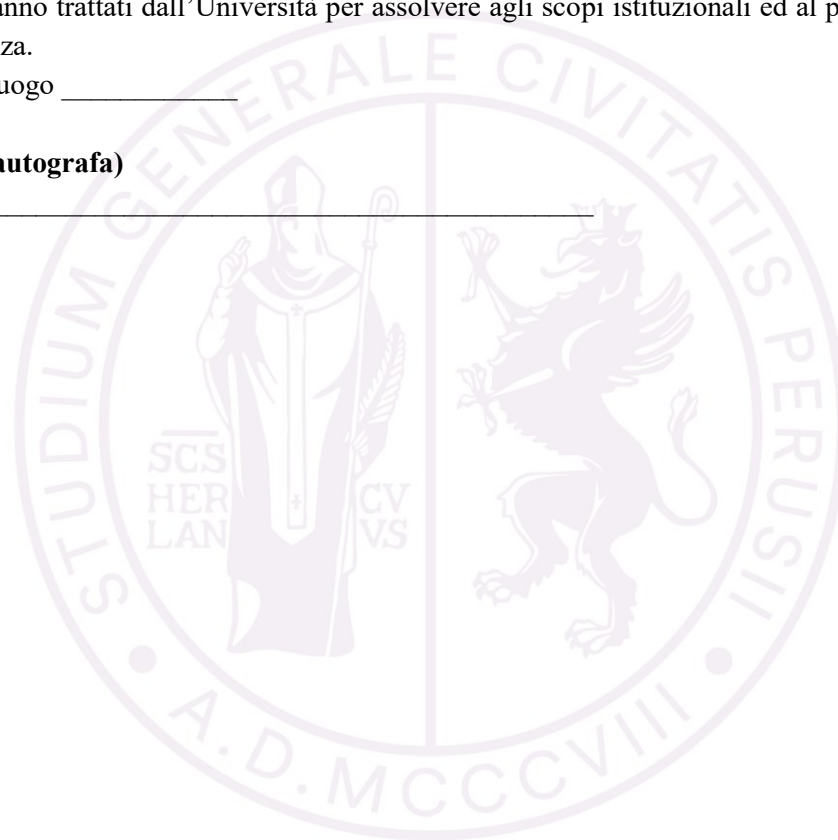 anno trattati dall'Università per assolvere agli scopi istituzionali ed al p
za.
uogo ____________
autografa)
STUDIUM GENERALE CIVITATIS PERUSII
SCS
HER
LAN
CV
VS
A.D. MCCCVIII